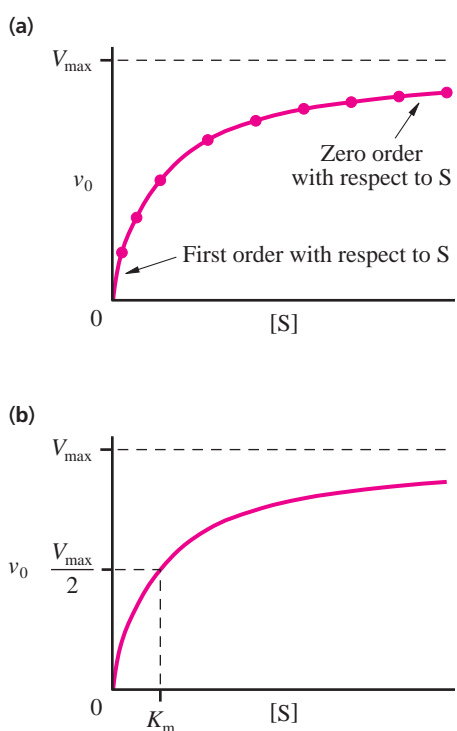 (a)
Vmax
v0
Zero order
with respect to S
First order with respect to S
0
[S]
(b)
Vmax
v0
Vmax
2
0
Km
[S]